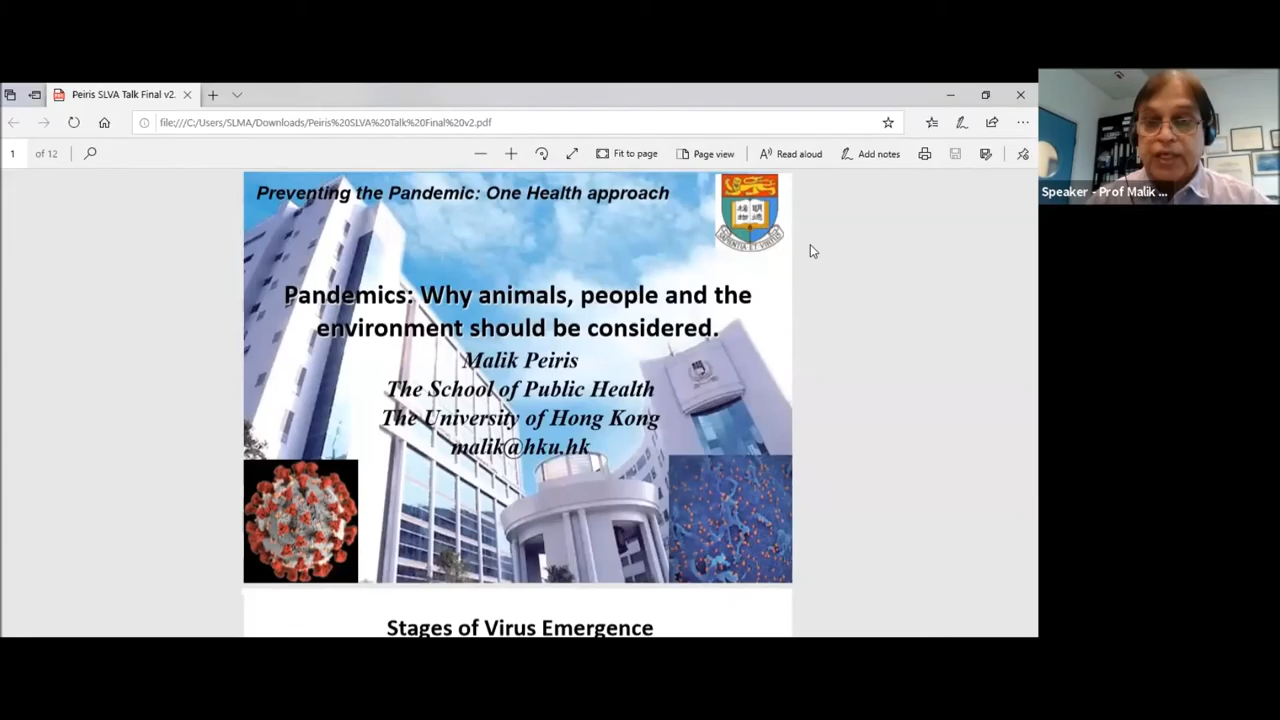 Peiris SLVA Talk Final v2.
file:///C:/Users/SLMA/Downloads/Peiris%20SLVA%20Talk%20Final%20v2.pdf
1 of 12
Fit to page
Page view
Read aloud
Add notes
Speaker - Prof Malik ...
Preventing the Pandemic: One Health approach
Pandemics: Why animals, people and the
environment should be considered.
Malik Peiris
The School of Public Health
The University of Hong Kong
malik@hku.hk
Stages of Virus Emergence